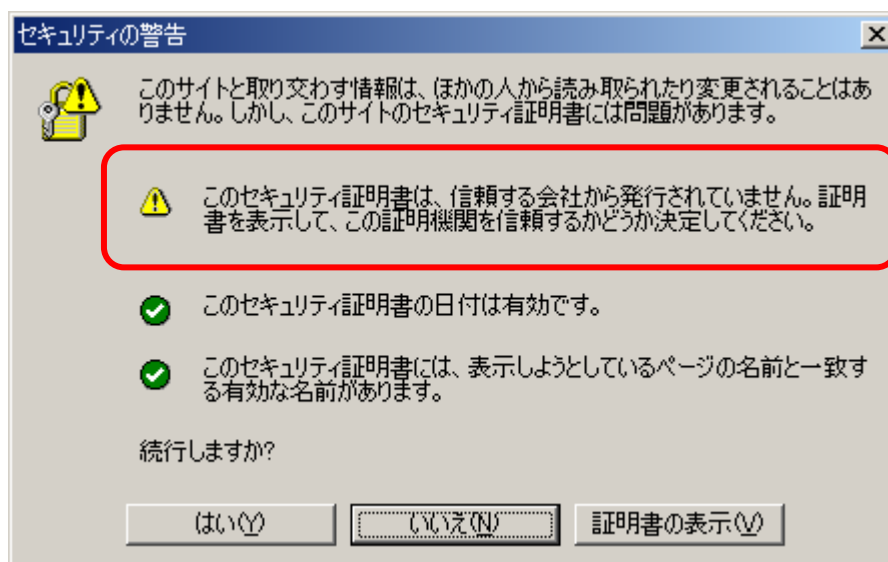 セキュリティの警告
このサイトと取り交わす情報は、ほかの人から読み取られたり変更されることはあ
りません。しかし、このサイトのセキュリティ証明書には問題があります。
このセキュリティ証明書は、信頼する会社から発行されていません。証明
書を表示して、この証明機関を信頼するかどうか決定してください。
このセキュリティ証明書の日付は有効です。
このセキュリティ証明書には、表示しようとしているページの名前と一致す
る有効な名前があります。
続行しますか?
はい(Y) いいえ(N) 証明書の表示(V)